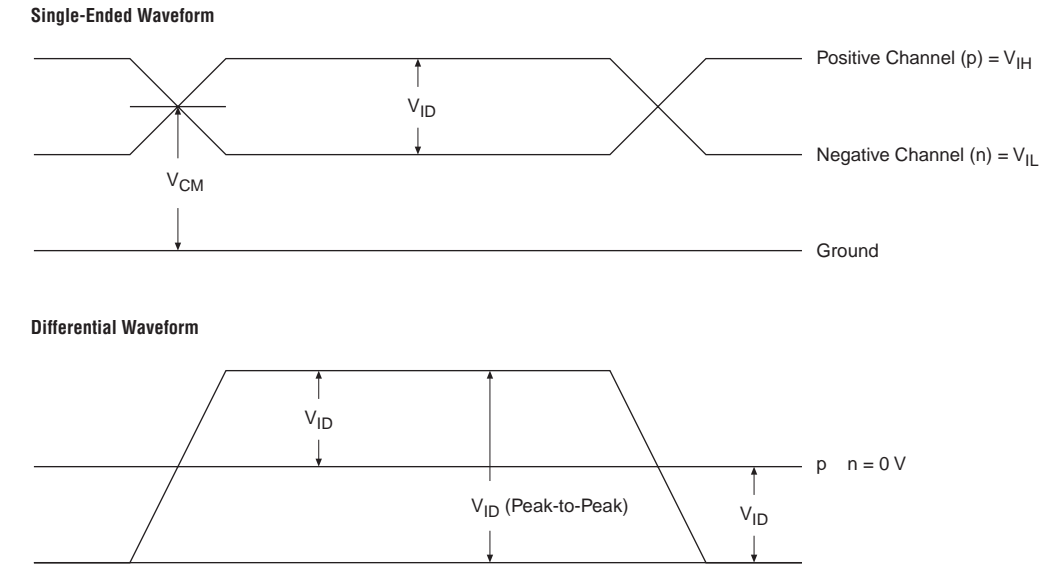 Single-Ended Waveform
Positive Channel (p) = VIH
VID
Negative Channel (n) = VIL
VCM
Ground
Differential Waveform
VID
p n = 0 V
VID (Peak-to-Peak)
VID